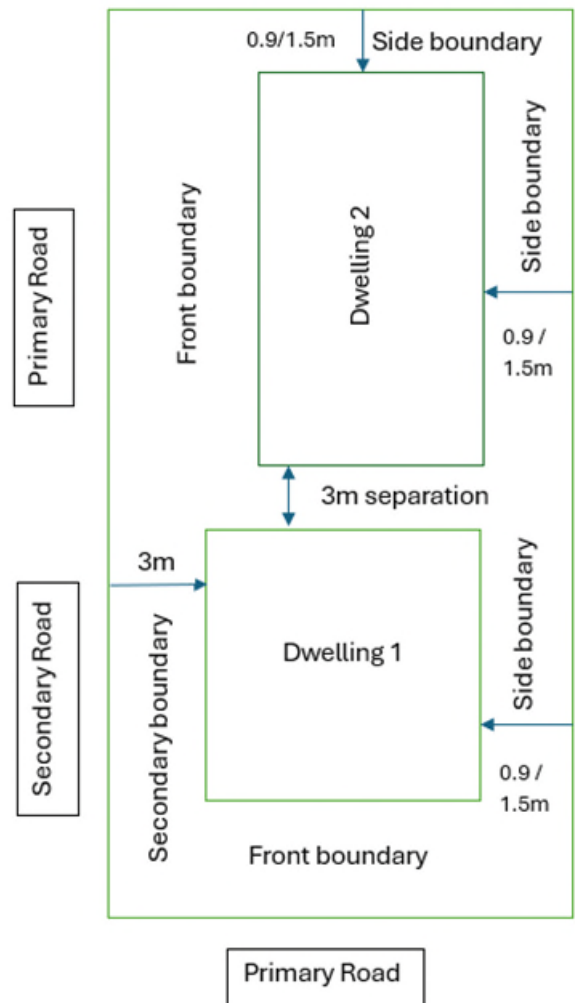 0.9/1.5m
Side boundary
Side boundary
Dwelling 2
Front boundary
Primary Road
0.9 /
1.5m
3m separation
3m
Side boundary
Dwelling 1
Secondary boundary
Secondary Road
0.9 /
1.5m
Front boundary
Primary Road